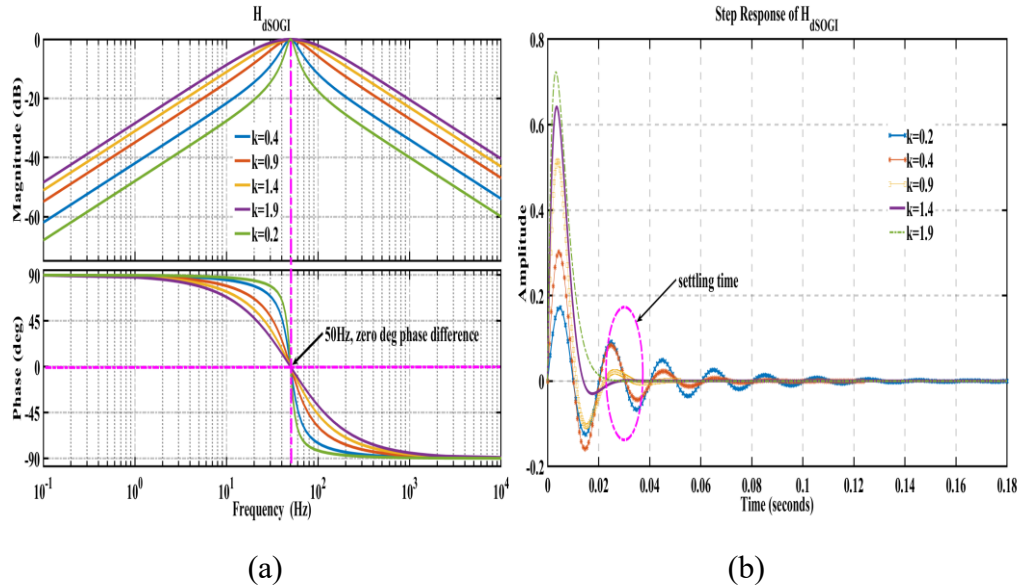 H_dSOGI
0
-20
-40
-60
Magnitude (dB)
k=0.4
k=0.9
k=1.4
k=1.9
k=0.2
90
45
0
-45
-90
Phase (deg)
50Hz, zero deg phase difference
10^-1
10^0
10^1
10^2
10^3
10^4
Frequency (Hz)
(a)
Step Response of H_dSOGI
0.8
0.6
0.4
0.2
0
-0.2
Amplitude
k=0.2
k=0.4
k=0.9
k=1.4
k=1.9
settling time
0
0.02
0.04
0.06
0.08
0.1
0.12
0.14
0.16
0.18
Time (seconds)
(b)